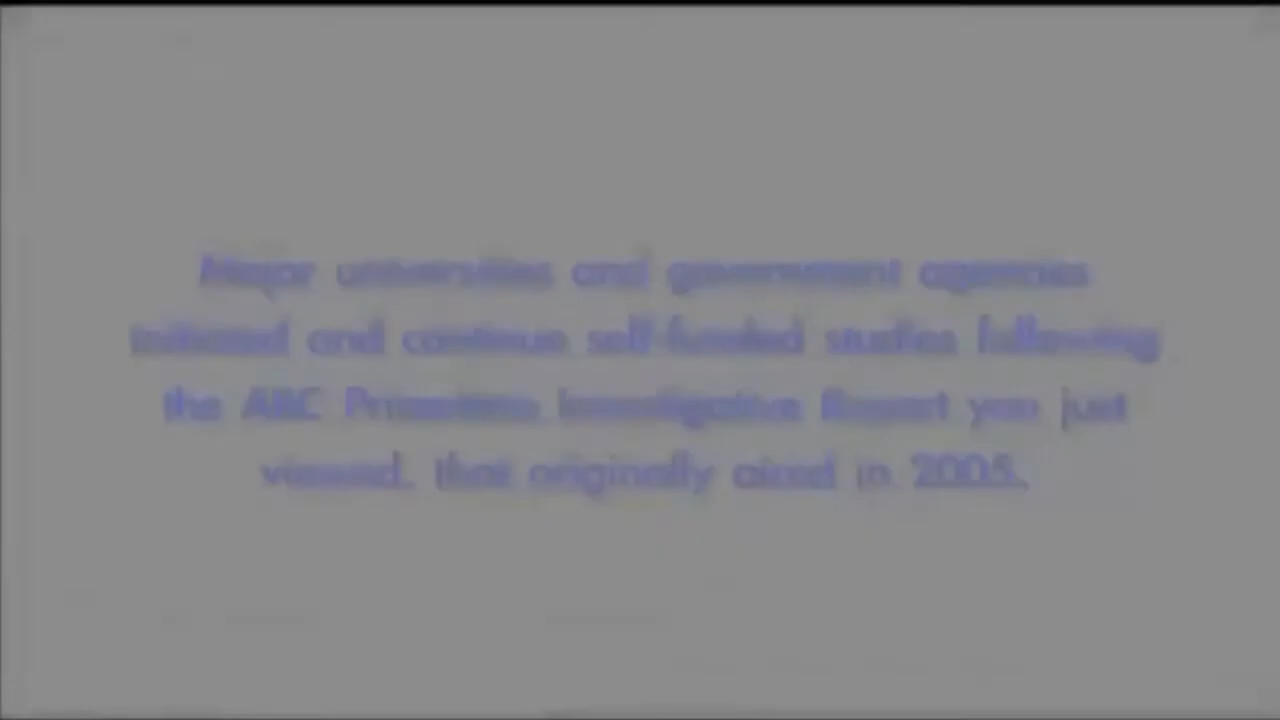 Major universities and government agencies
initiated and continue self-funded studies following
the ABC Primetime Investigative Report you just
viewed, that originally aired in 2005.